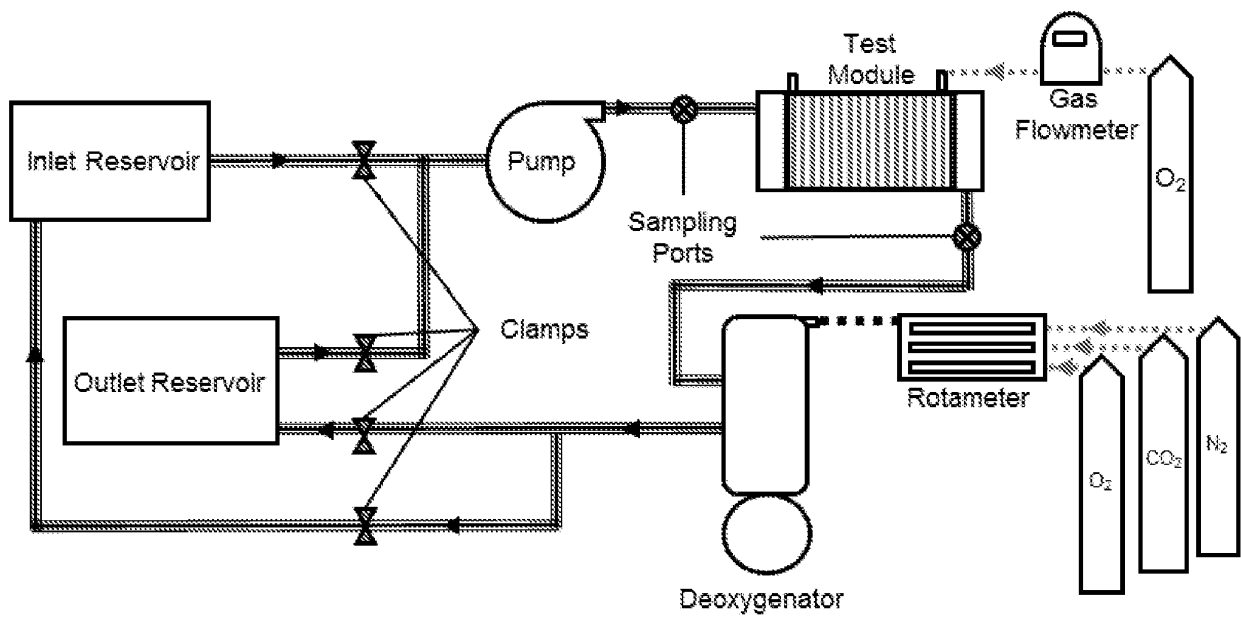 Test
Module
Gas
Flowmeter
O₂
Inlet Reservoir
Pump
Sampling
Ports
Outlet Reservoir
Clamps
Rotameter
O₂
CO₂
N₂
Deoxygenator